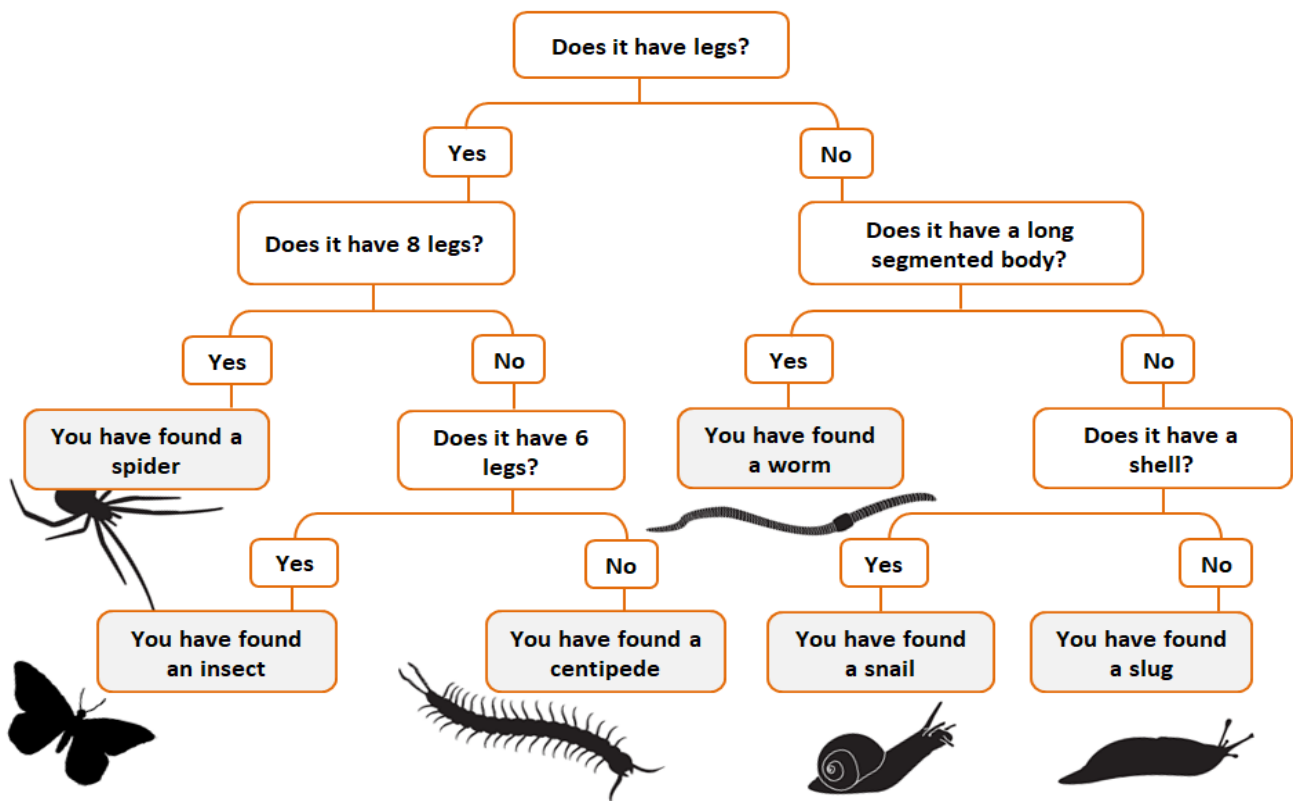 Does it have legs?
Yes
No
Does it have 8 legs?
Does it have a long
segmented body?
Yes
No
Yes
No
You have found a
spider
Does it have 6
legs?
You have found
a worm
Does it have a
shell?
Yes
No
Yes
No
You have found
an insect
You have found a
centipede
You have found
a snail
You have found
a slug